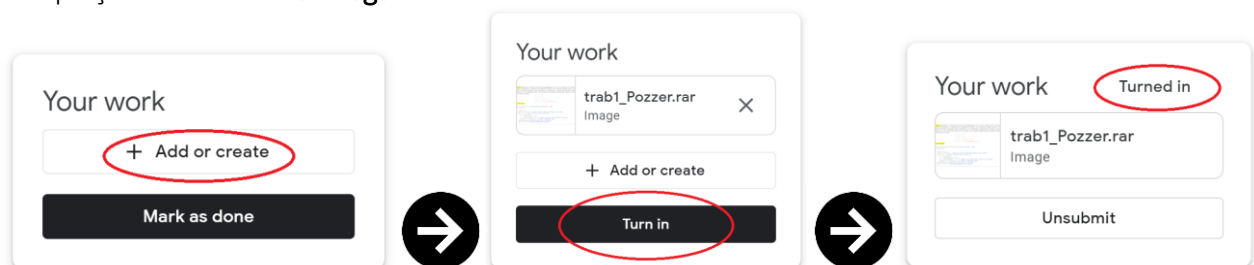 Your work
+ Add or create
Mark as done
Your work
trab1_Pozzer.rar
Image
+ Add or create
Turn in
Your work
Turned in
trab1_Pozzer.rar
Image
Unsubmit